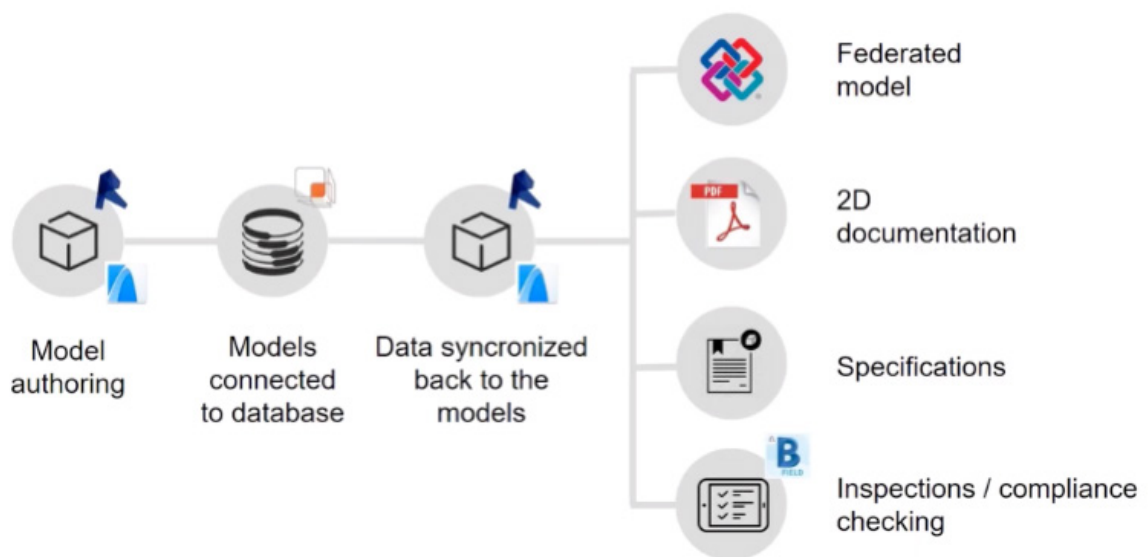 Federated
model
PDF
2D
documentation
Model
authoring
Models
connected
to database
Data syncronized
back to the
models
Specifications
B
FIELD
Inspections / compliance
checking